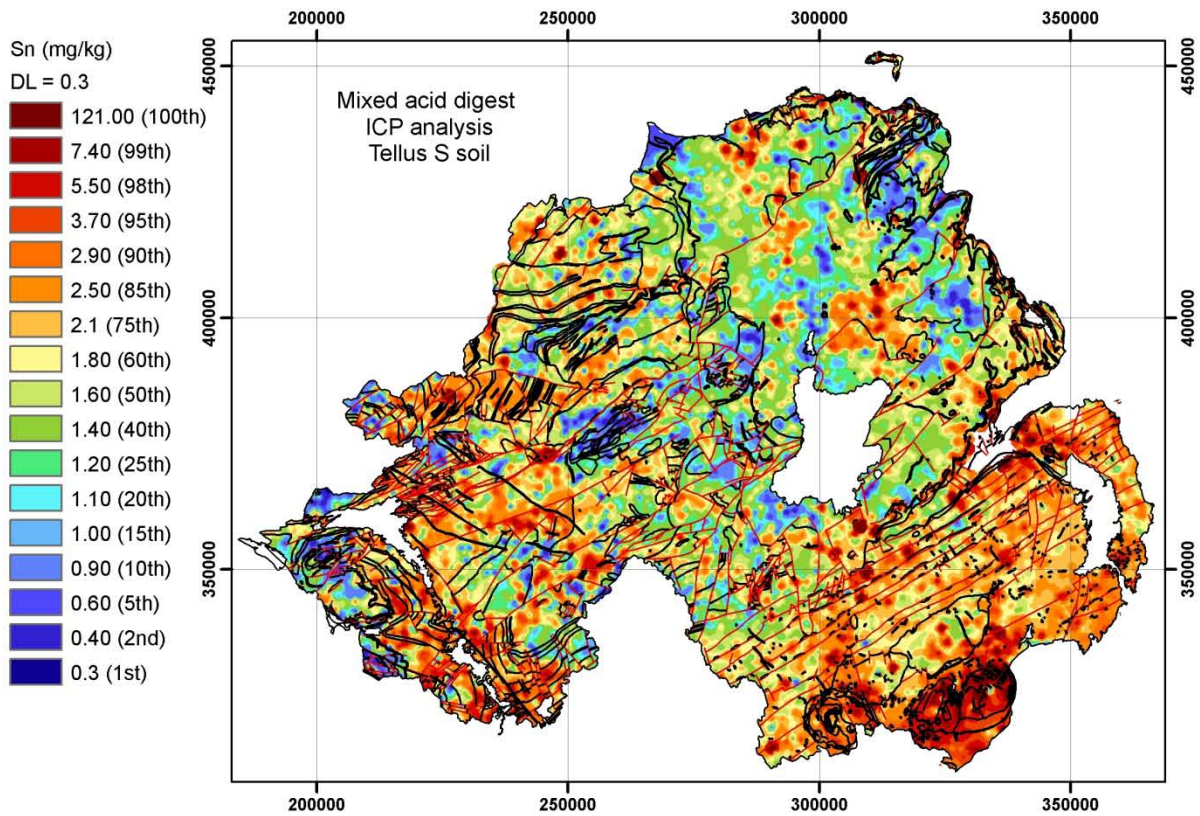 200000 250000 300000 350000
Sn (mg/kg)
DL = 0.3
121.00 (100th)
7.40 (99th)
5.50 (98th)
3.70 (95th)
2.90 (90th)
2.50 (85th)
2.1 (75th)
1.80 (60th)
1.60 (50th)
1.40 (40th)
1.20 (25th)
1.10 (20th)
1.00 (15th)
0.90 (10th)
0.60 (5th)
0.40 (2nd)
0.3 (1st)
450000
400000
350000
Mixed acid digest
ICP analysis
Tellus S soil
450000
400000
350000
200000 250000 300000 350000